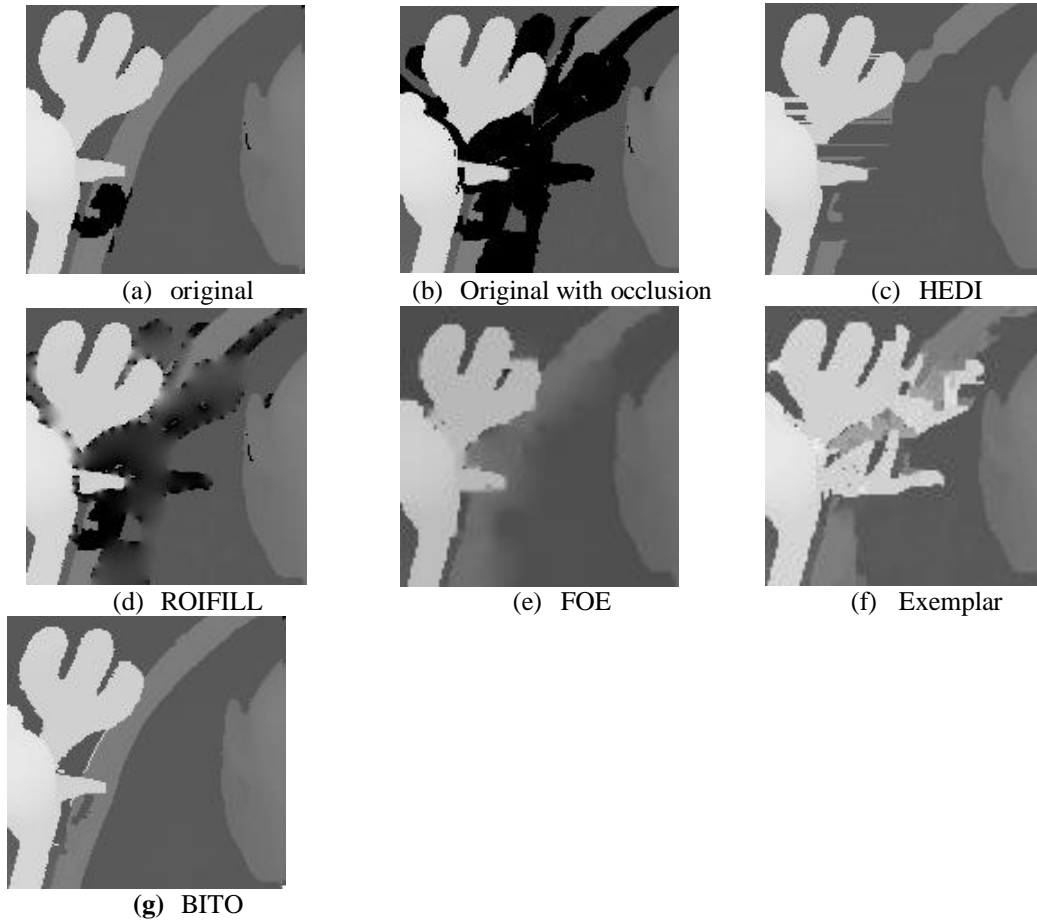 (a) original
(b) Original with occlusion
(c) HEDI
(d) ROIFILL
(e) FOE
(f) Exemplar
(g) BITO